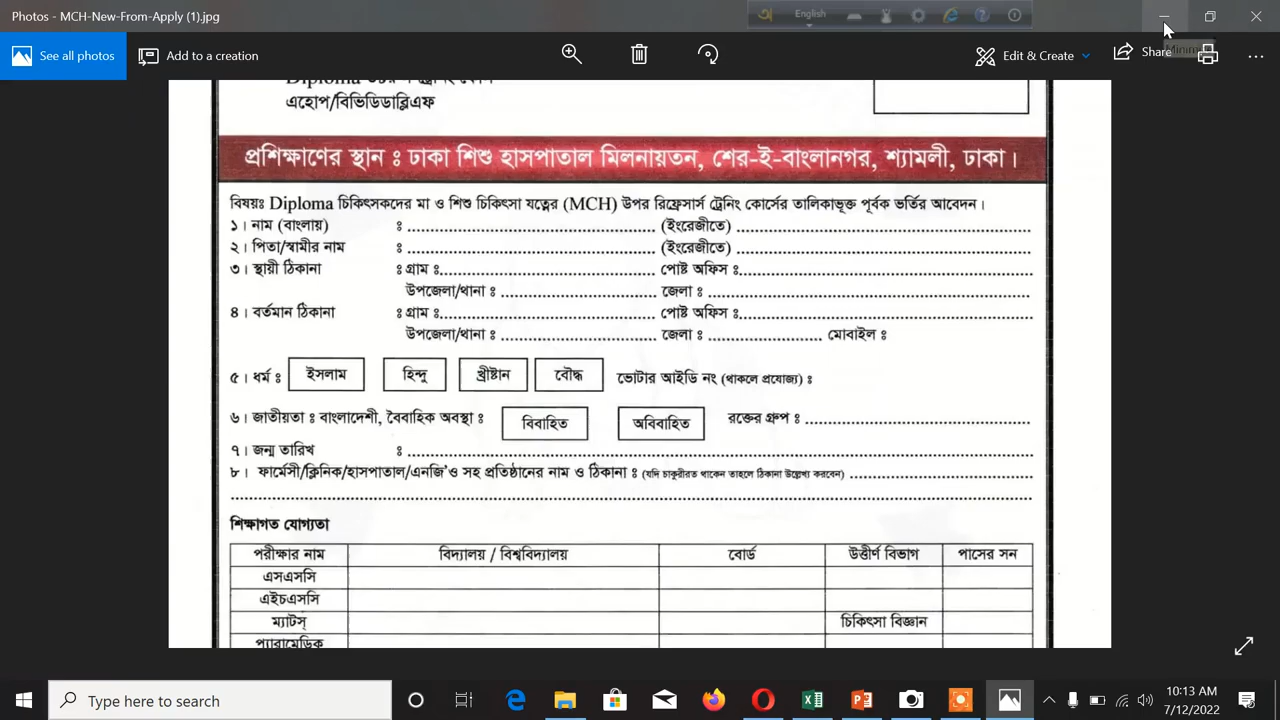 Photos - MCH-New-From-Apply (1).jpg
English
See all photos
Add to a creation
Edit & Create
Share
Diploma উত্তর
এহোপ/বিভিডিডাব্লিএফ
প্রশিক্ষাণের স্থান ঃ ঢাকা শিশু হাসপাতাল মিলনায়তন, শের-ই-বাংলানগর, শ্যামলী, ঢাকা।
বিষয়ঃ Diploma চিকিৎসকদের মা ও শিশু চিকিৎসা যত্নের (MCH) উপর রিফ্রেসার্স ট্রেনিং কোর্সের তালিকাভূক্ত পূর্বক ভর্তির আবেদন।
১। নাম (বাংলায়) ঃ (ইংরেজীতে)
২। পিতা/স্বামীর নাম ঃ (ইংরেজীতে)
৩। স্থায়ী ঠিকানা ঃ গ্রাম ঃ পোষ্ট অফিস ঃ
উপজেলা/থানা ঃ জেলা ঃ
৪। বর্তমান ঠিকানা ঃ গ্রাম ঃ পোষ্ট অফিস ঃ
উপজেলা/থানা ঃ জেলা ঃ মোবাইল ঃ
৫। ধর্ম ঃ ইসলাম হিন্দু খ্রীষ্টান বৌদ্ধ ভোটার আইডি নং (থাকলে প্রযোজ্য) ঃ
৬। জাতীয়তা ঃ বাংলাদেশী, বৈবাহিক অবস্থা ঃ বিবাহিত অবিবাহিত রক্তের গ্রুপ ঃ
৭। জন্ম তারিখ ঃ
৮। ফার্মেসী/ক্লিনিক/হাসপাতাল/এনজি'ও সহ প্রতিষ্ঠানের নাম ও ঠিকানা ঃ (যদি চাকুরীরত থাকেন তাহলে ঠিকানা উল্লেখ্য করবেন)
শিক্ষাগত যোগ্যতা
পরীক্ষার নাম বিদ্যালয় / বিশ্ববিদ্যালয় বোর্ড উত্তীর্ণ বিভাগ পাসের সন
এসএসসি
এইচএসসি
ম্যাটস্ চিকিৎসা বিজ্ঞান
প্যারামেডিক
Type here to search
10:13 AM
7/12/2022